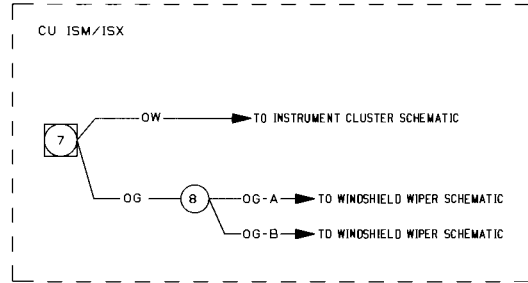 CU ISM/ISX
OW TO INSTRUMENT CLUSTER SCHEMATIC
7
OG 8 OG-A TO WINDSHIELD WIPER SCHEMATIC
OG-B TO WINDSHIELD WIPER SCHEMATIC